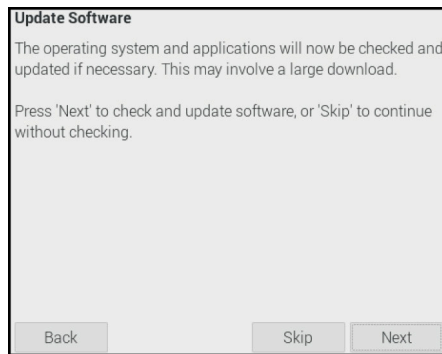 Update Software
The operating system and applications will now be checked and
updated if necessary. This may involve a large download.
Press 'Next' to check and update software, or 'Skip' to continue
without checking.
Back Skip Next